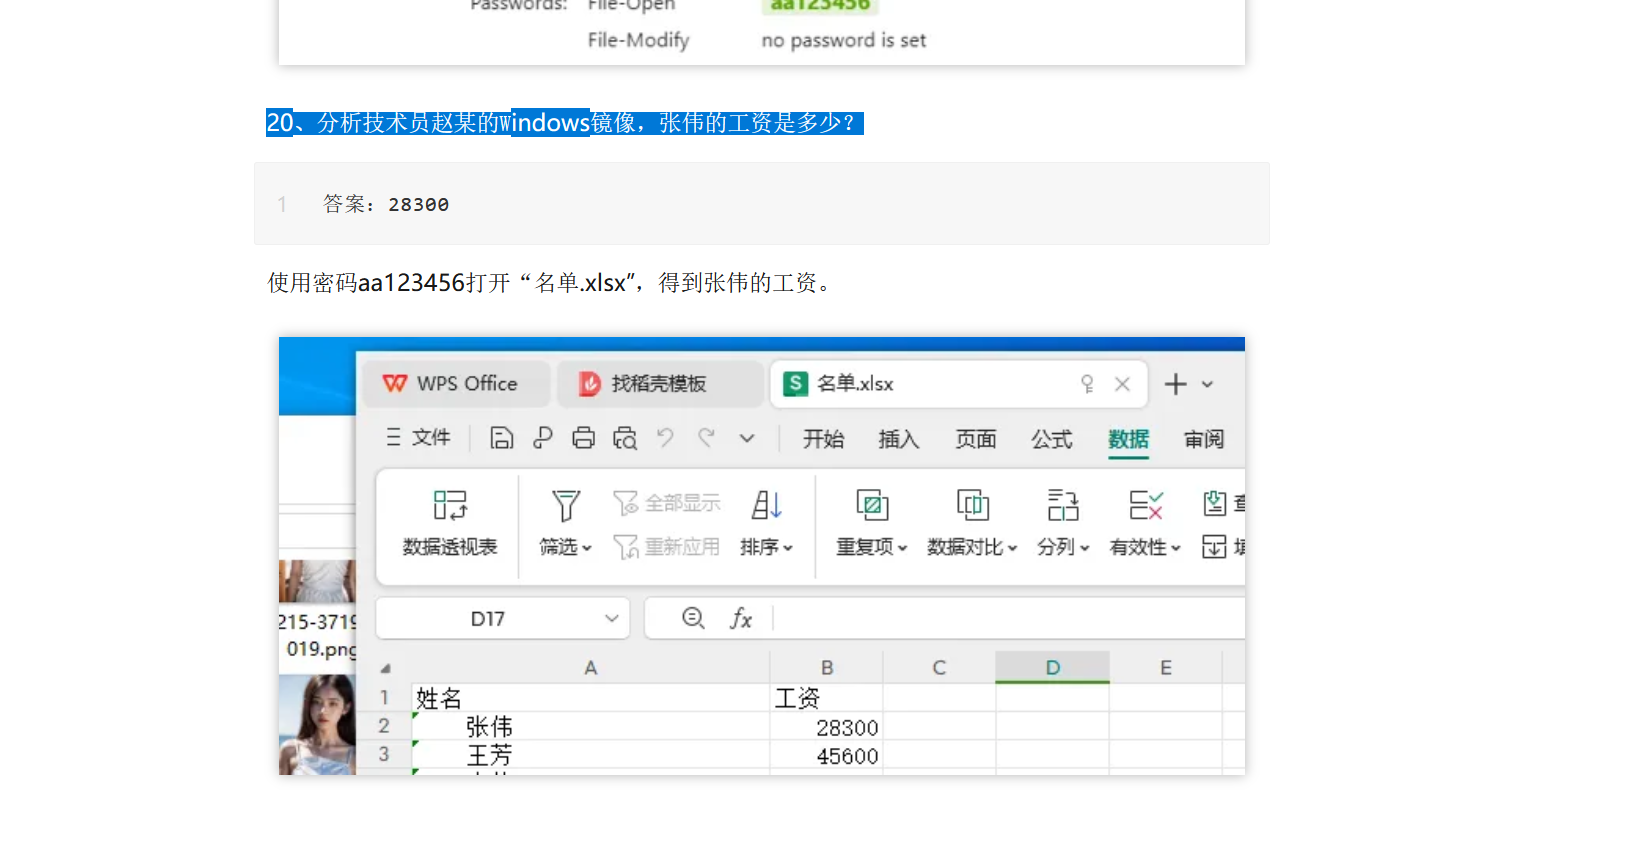 Passwords: File-Open aa123456
File-Modify no password is set
20、分析技术员赵某的Windows镜像，张伟的工资是多少？
1 答案：28300
使用密码aa123456打开“名单.xlsx”，得到张伟的工资。
WPS Office 找稻壳模板 名单.xlsx
文件 开始 插入 页面 公式 数据 审阅
全部显示
数据透视表 筛选 重新应用 排序 重复项 数据对比 分列 有效性
D17 fx
215-3719
019.png
A B C D E
1 姓名 工资
2 张伟 28300
3 王芳 45600